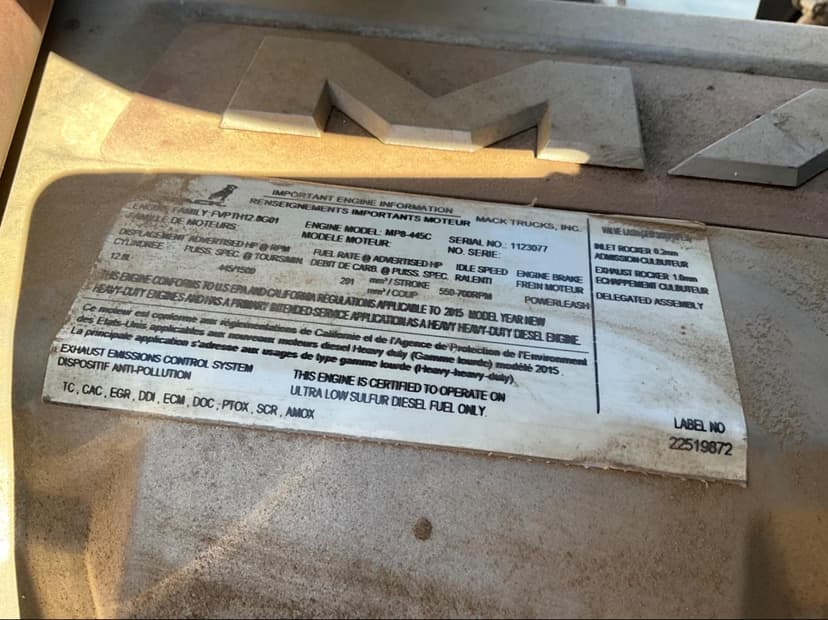 MA
IMPORTANT ENGINE INFORMATION
RENSEIGNEMENTS IMPORTANTS MOTEUR MACK TRUCKS, INC.
ENGINE FAMILY: FVPTH12.8G01 ENGINE MODEL: MP8-445C SERIAL NO.: 1123077
FAMILLE DE MOTEURS: MODELE MOTEUR: NO. SERIE:
DISPLACEMENT ADVERTISED HP @ RPM FUEL RATE @ ADVERTISED HP IDLE SPEED ENGINE BRAKE
CYLINDREE: PUISS. SPEC. @ TOURS/MIN DEBIT DE CARB. @ PUISS. SPEC. RALENTI FREIN MOTEUR
12.8L 445/1500 201 mm³ / STROKE 550-700RPM POWERLEASH
mm³ / COUP
THIS ENGINE CONFORMS TO U.S EPA AND CALIFORNIA REGULATIONS APPLICABLE TO 2015 MODEL YEAR NEW
HEAVY-DUTY ENGINES AND HAS A PRIMARY INTENDED SERVICE APPLICATION AS A HEAVY HEAVY-DUTY DIESEL ENGINE.
Ce moteur est conforme aux réglementations de Californie et de l'Agence de Protection de l'Environnement
des Etats-Unis applicables aux nouveaux moteurs diesel Heavy duty (Gamme lourde) modèle 2015.
La principale application s'adresse aux usages de type gamme lourde (Heavy-heavy-duty)
EXHAUST EMISSIONS CONTROL SYSTEM THIS ENGINE IS CERTIFIED TO OPERATE ON
DISPOSITIF ANTI-POLLUTION ULTRA LOW SULFUR DIESEL FUEL ONLY.
TC, CAC, EGR, DDI, ECM, DOC, PTOX, SCR, AMOX
VALVE LASH
INLET ROCKER 0.2mm
ADMISSION CULBUTEUR
EXHAUST ROCKER 1.0mm
ECHAPPEMENT CULBUTEUR
DELEGATED ASSEMBLY
LABEL NO
22519872